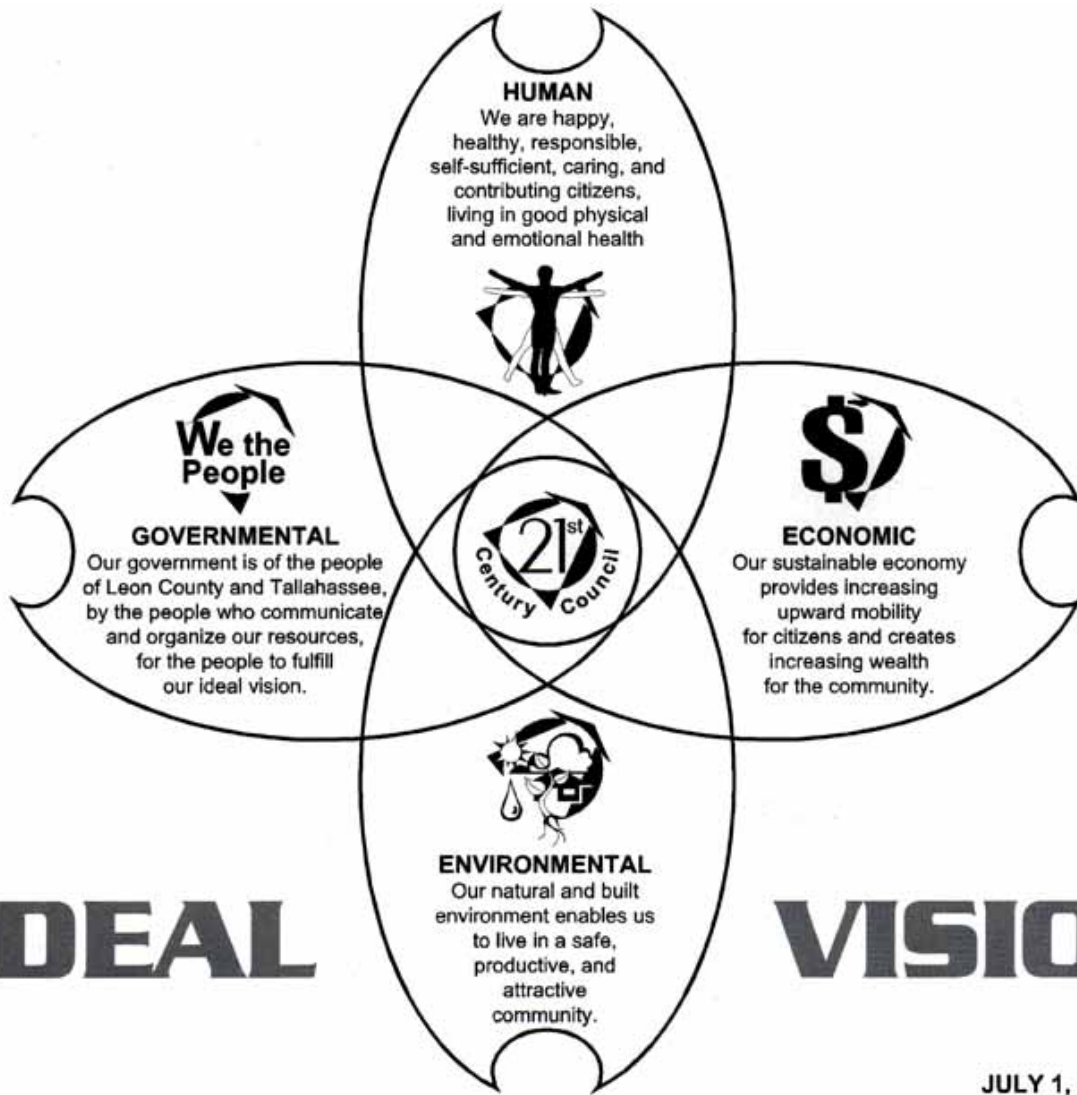 HUMAN
We are happy,
healthy, responsible,
self-sufficient, caring, and
contributing citizens,
living in good physical
and emotional health
We the
People
GOVERNMENTAL
Our government is of the people
of Leon County and Tallahassee,
by the people who communicate
and organize our resources,
for the people to fulfill
our ideal vision.
21st
Century Council
$
ECONOMIC
Our sustainable economy
provides increasing
upward mobility
for citizens and creates
increasing wealth
for the community.
ENVIRONMENTAL
Our natural and built
environment enables us
to live in a safe,
productive, and
attractive
community.
DEAL VISIO
JULY 1,